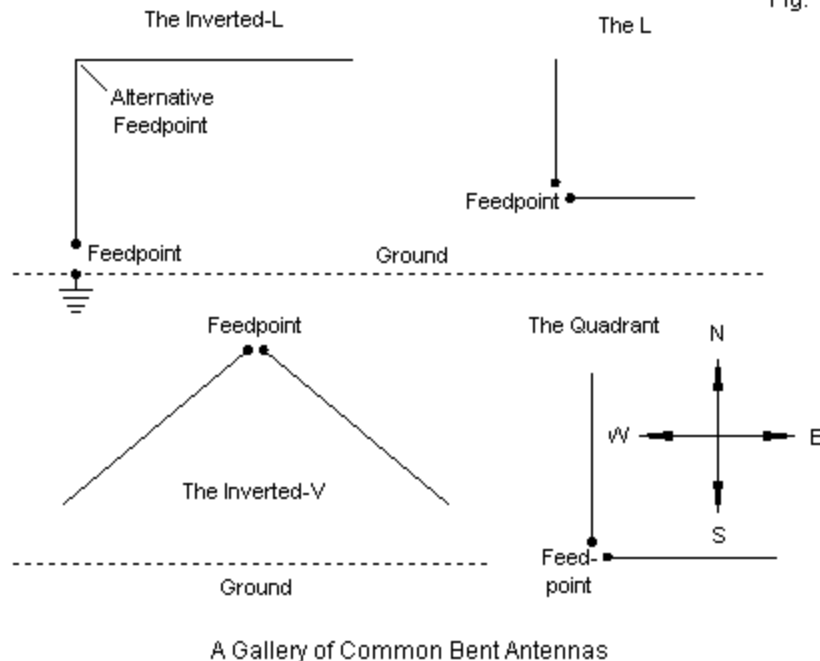 Fig.
The Inverted-L
The L
Alternative
Feedpoint
Feedpoint
Feedpoint
Ground
Feedpoint
The Quadrant
N
W
E
S
The Inverted-V
Feed-
point
Ground
A Gallery of Common Bent Antennas